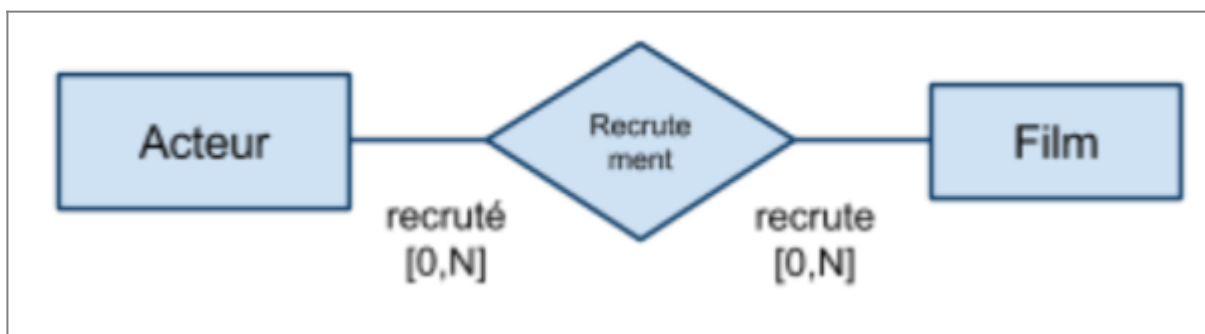 Acteur
Recrute
ment
Film
recruté
[0,N]
recrute
[0,N]